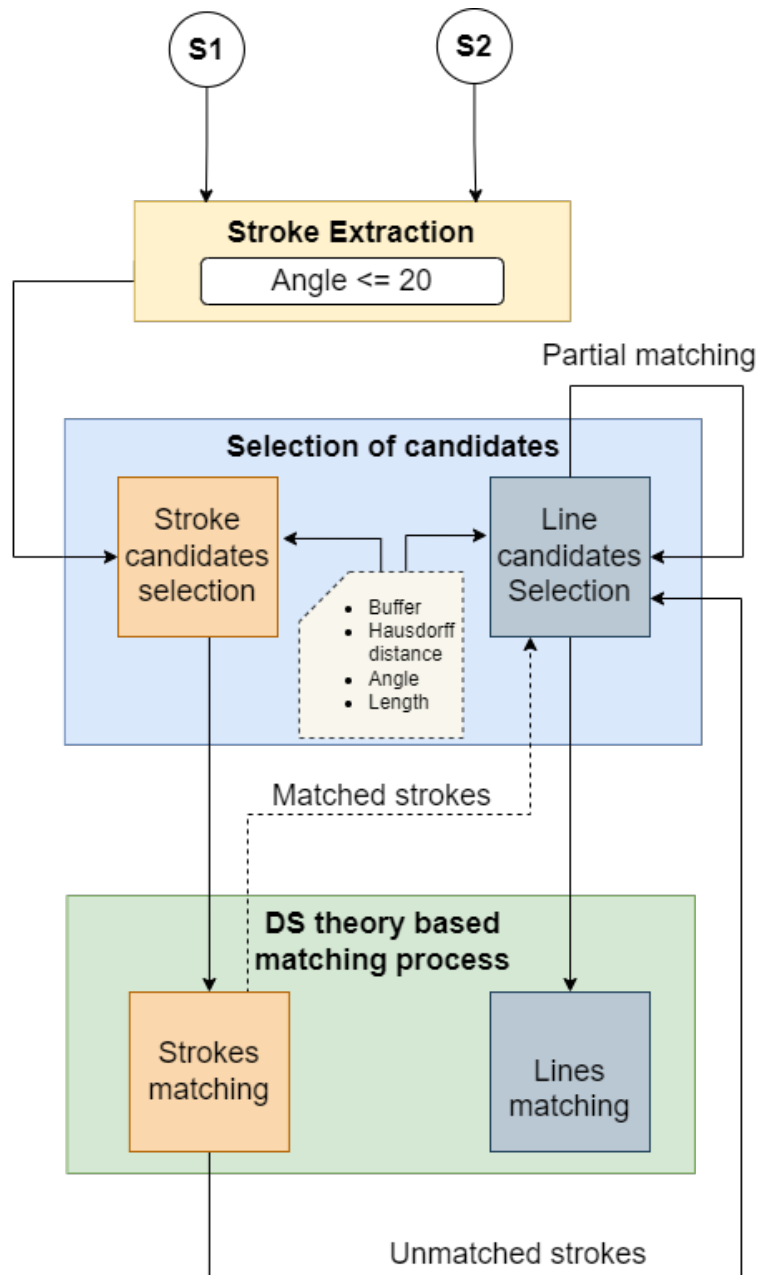 S1
S2
Stroke Extraction
Angle <= 20
Partial matching
Selection of candidates
Stroke
candidates
selection
Line
candidates
Selection
• Buffer
• Hausdorff
distance
• Angle
• Length
Matched strokes
DS theory based
matching process
Strokes
matching
Lines
matching
Unmatched strokes